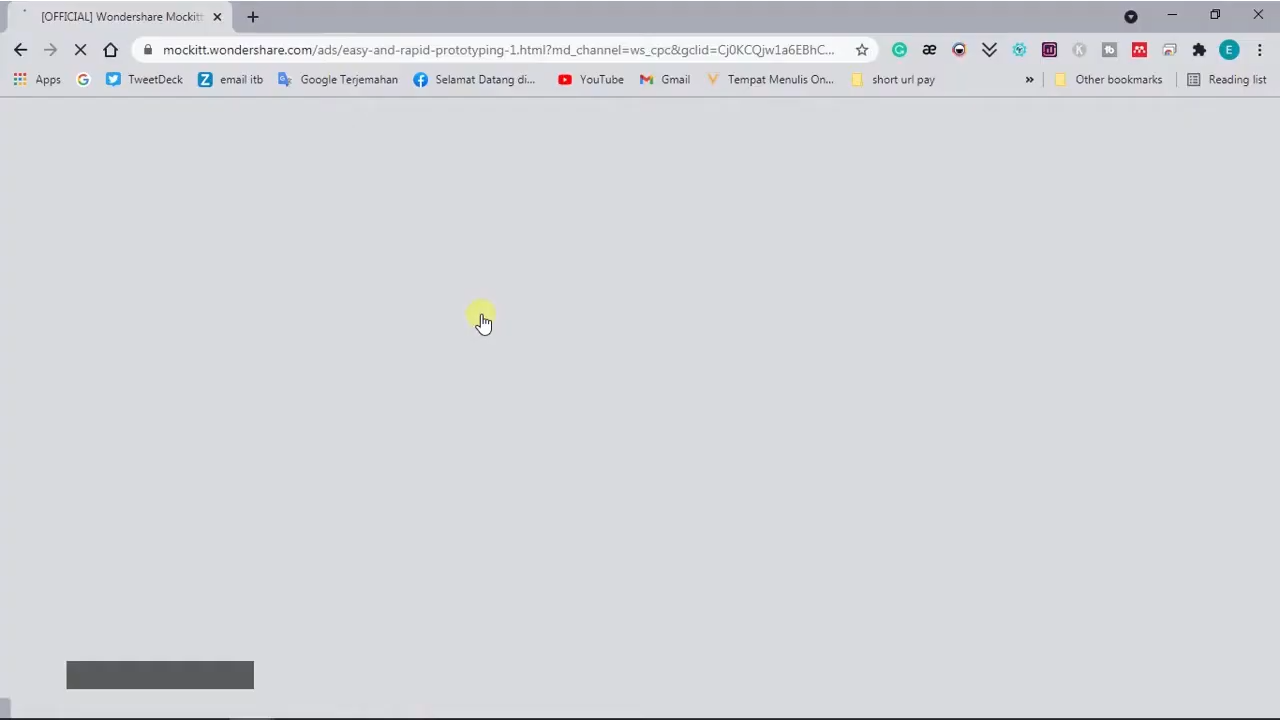 [OFFICIAL] Wondershare Mockitt
mockitt.wondershare.com/ads/easy-and-rapid-prototyping-1.html?md_channel=ws_cpc&gclid=Cj0KCQjw1a6EBhC...
Apps TweetDeck email itb Google Terjemahan Selamat Datang di... YouTube Gmail Tempat Menulis On... short url pay » Other bookmarks Reading list